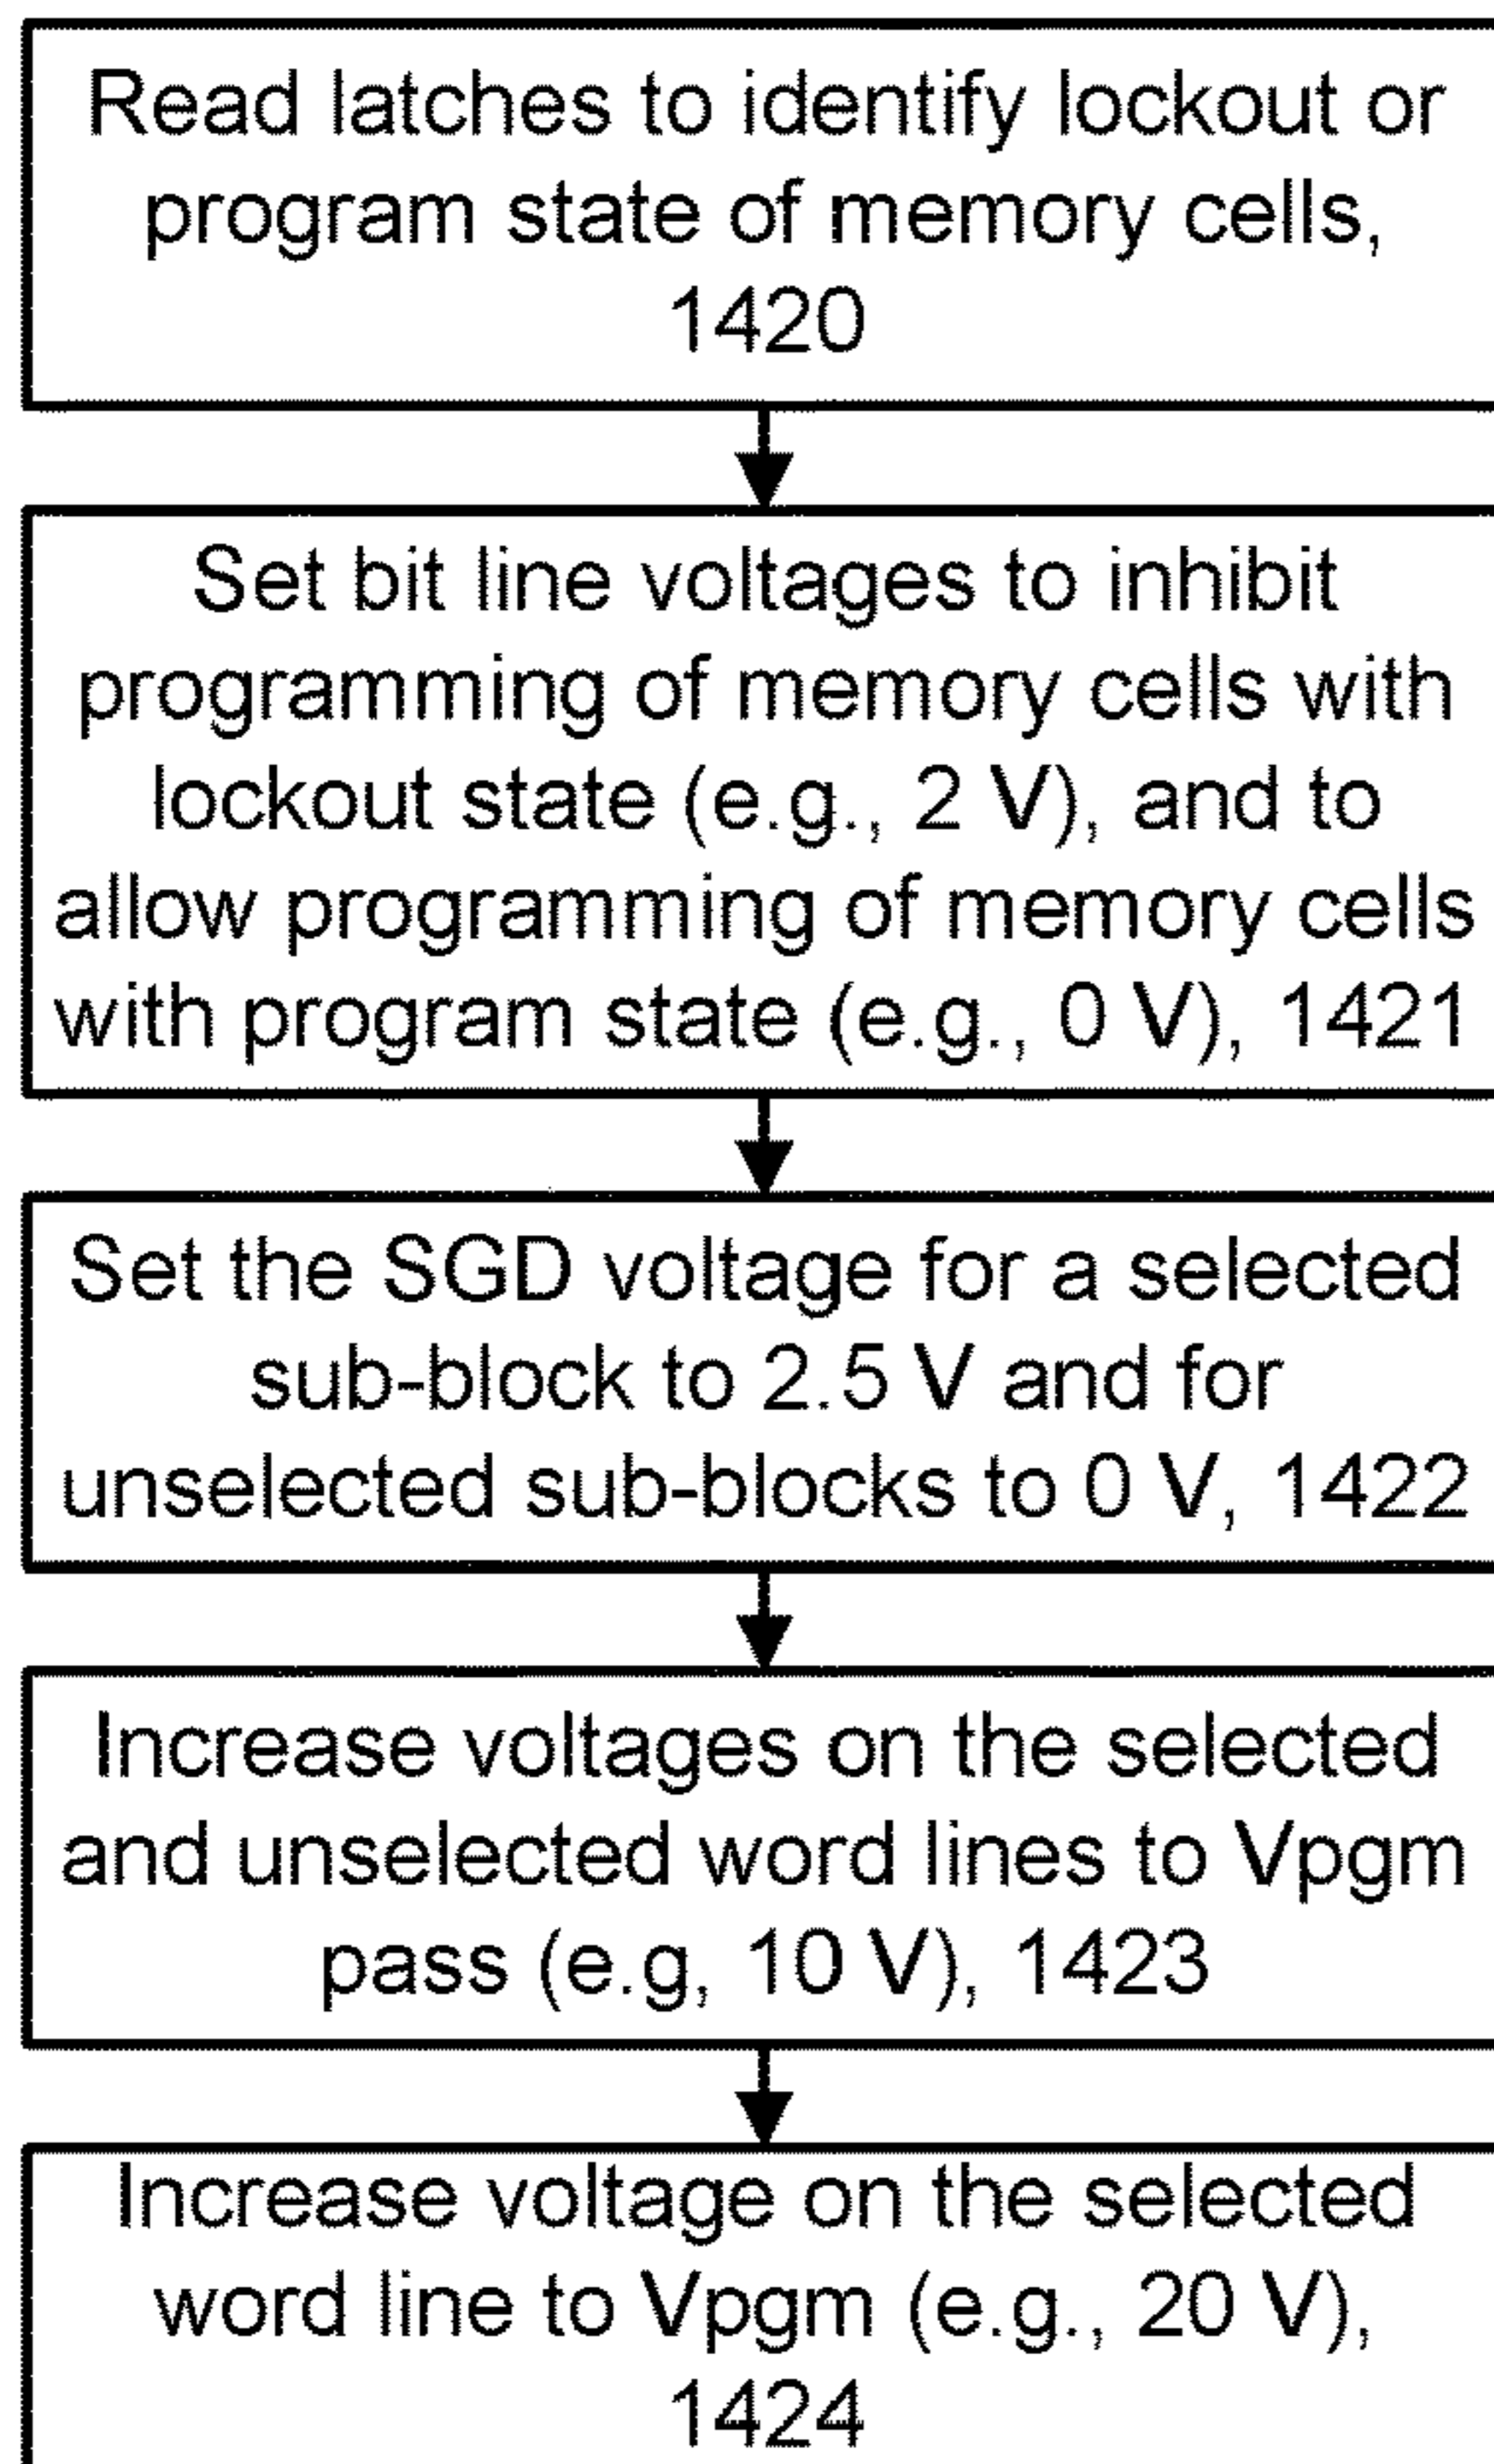 Read latches to identify lockout or
program state of memory cells,
1420
Set bit line voltages to inhibit
programming of memory cells with
lockout state (e.g., 2 V), and to
allow programming of memory cells
with program state (e.g., 0 V), 1421
Set the SGD voltage for a selected
sub-block to 2.5 V and for
unselected sub-blocks to 0 V, 1422
Increase voltages on the selected
and unselected word lines to Vpgm
pass (e.g, 10 V), 1423
Increase voltage on the selected
word line to Vpgm (e.g., 20 V),
1424